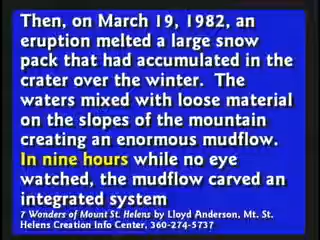 Then, on March 19, 1982, an
eruption melted a large snow
pack that had accumulated in the
crater over the winter. The
waters mixed with loose material
on the slopes of the mountain
creating an enormous mudflow.
In nine hours while no eye
watched, the mudflow carved an
integrated system
7 Wonders of Mount St. Helens by Lloyd Anderson, Mt. St.
Helens Creation Info Center, 360-274-5737